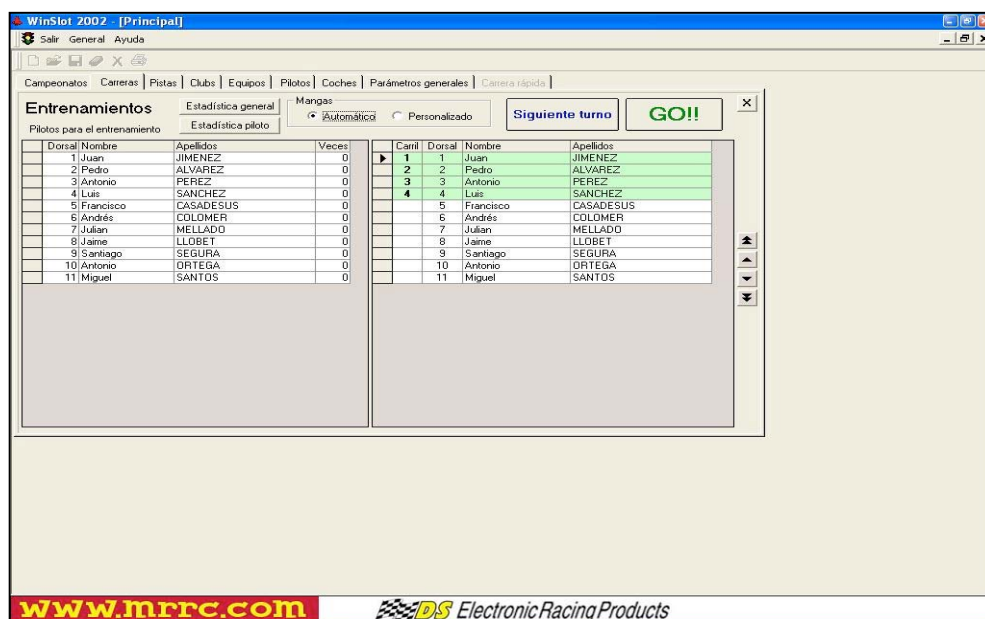 WinSlot 2002 - [Principal]
Salir General Ayuda
Campeonatos Carreras Pistas Clubs Equipos Pilotos Coches Parámetros generales Carrera rápida
Entrenamientos
Pilotos para el entrenamiento
Estadística general
Estadística piloto
Mangas
Automático Personalizado
Siguiente turno
GO!!
Dorsal Nombre Apellidos Veces
1 Juan JIMENEZ 0
2 Pedro ALVAREZ 0
3 Antonio PEREZ 0
4 Luis SANCHEZ 0
5 Francisco CASADESUS 0
6 Andrés COLOMER 0
7 Julian MELLADO 0
8 Jaime LLOBET 0
9 Santiago SEGURA 0
10 Antonio ORTEGA 0
11 Miguel SANTOS 0
Carril Dorsal Nombre Apellidos
1 1 Juan JIMENEZ
2 2 Pedro ALVAREZ
3 3 Antonio PEREZ
4 4 Luis SANCHEZ
5 Francisco CASADESUS
6 Andrés COLOMER
7 Julian MELLADO
8 Jaime LLOBET
9 Santiago SEGURA
10 Antonio ORTEGA
11 Miguel SANTOS
www.mrrc.com
DS Electronic Racing Products